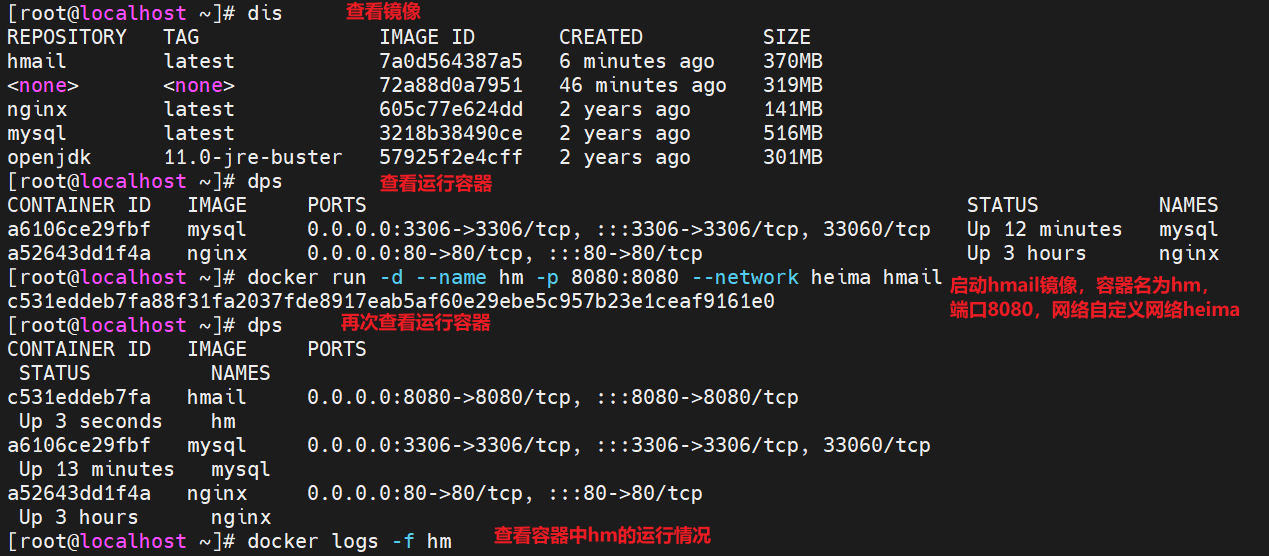 [root@localhost ~]# dis 查看镜像
REPOSITORY TAG IMAGE ID CREATED SIZE
hmail latest 7a0d564387a5 6 minutes ago 370MB
<none> <none> 72a88d0a7951 46 minutes ago 319MB
nginx latest 605c77e624dd 2 years ago 141MB
mysql latest 3218b38490ce 2 years ago 516MB
openjdk 11.0-jre-buster 57925f2e4cff 2 years ago 301MB
[root@localhost ~]# dps 查看运行容器
CONTAINER ID IMAGE PORTS STATUS NAMES
a6106ce29fbf mysql 0.0.0.0:3306->3306/tcp, :::3306->3306/tcp, 33060/tcp Up 12 minutes mysql
a52643dd1f4a nginx 0.0.0.0:80->80/tcp, :::80->80/tcp Up 3 hours nginx
[root@localhost ~]# docker run -d --name hm -p 8080:8080 --network heima hmail
启动hmail镜像，容器名为hm，
c531eddeb7fa88f31fa2037fde8917eab5af60e29ebe5c957b23e1ceaf9161e0
端口8080，网络自定义网络heima
[root@localhost ~]# dps 再次查看运行容器
CONTAINER ID IMAGE PORTS
STATUS NAMES
c531eddeb7fa hmail 0.0.0.0:8080->8080/tcp, :::8080->8080/tcp
Up 3 seconds hm
a6106ce29fbf mysql 0.0.0.0:3306->3306/tcp, :::3306->3306/tcp, 33060/tcp
Up 13 minutes mysql
a52643dd1f4a nginx 0.0.0.0:80->80/tcp, :::80->80/tcp
Up 3 hours nginx
[root@localhost ~]# docker logs -f hm 查看容器中hm的运行情况